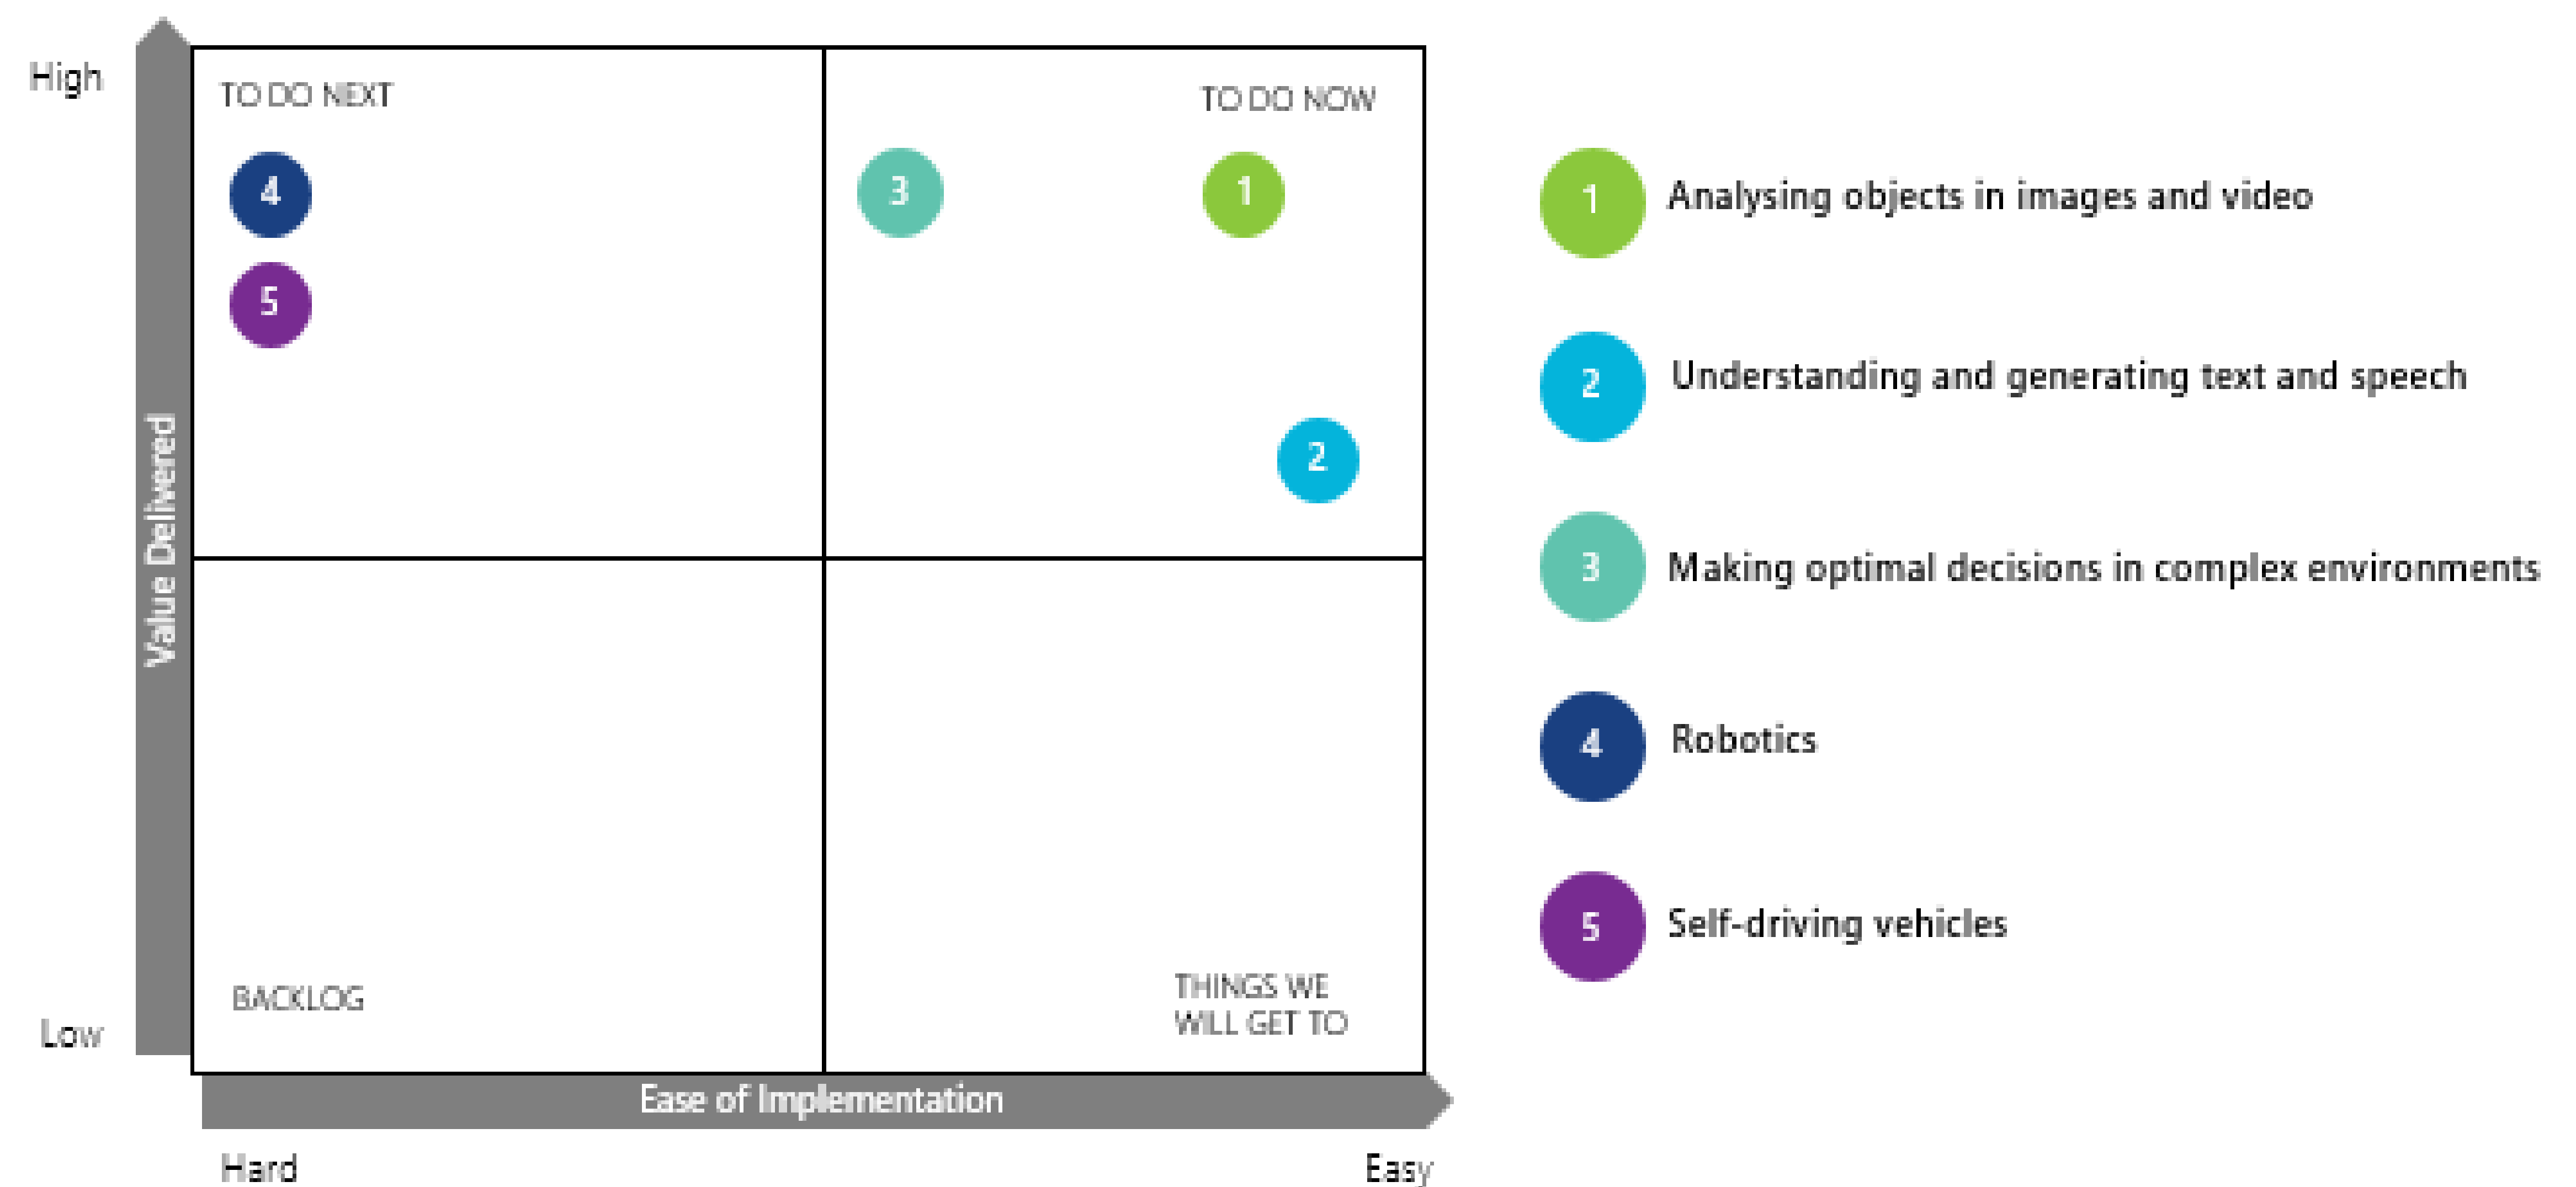 High
TO DO NEXT
TO DO NOW
4
3
1
5
2
Value Delivered
BACKLOG
THINGS WE
WILL GET TO
Low
Ease of Implementation
Hard
Easy
1 Analysing objects in images and video
2 Understanding and generating text and speech
3 Making optimal decisions in complex environments
4 Robotics
5 Self-driving vehicles